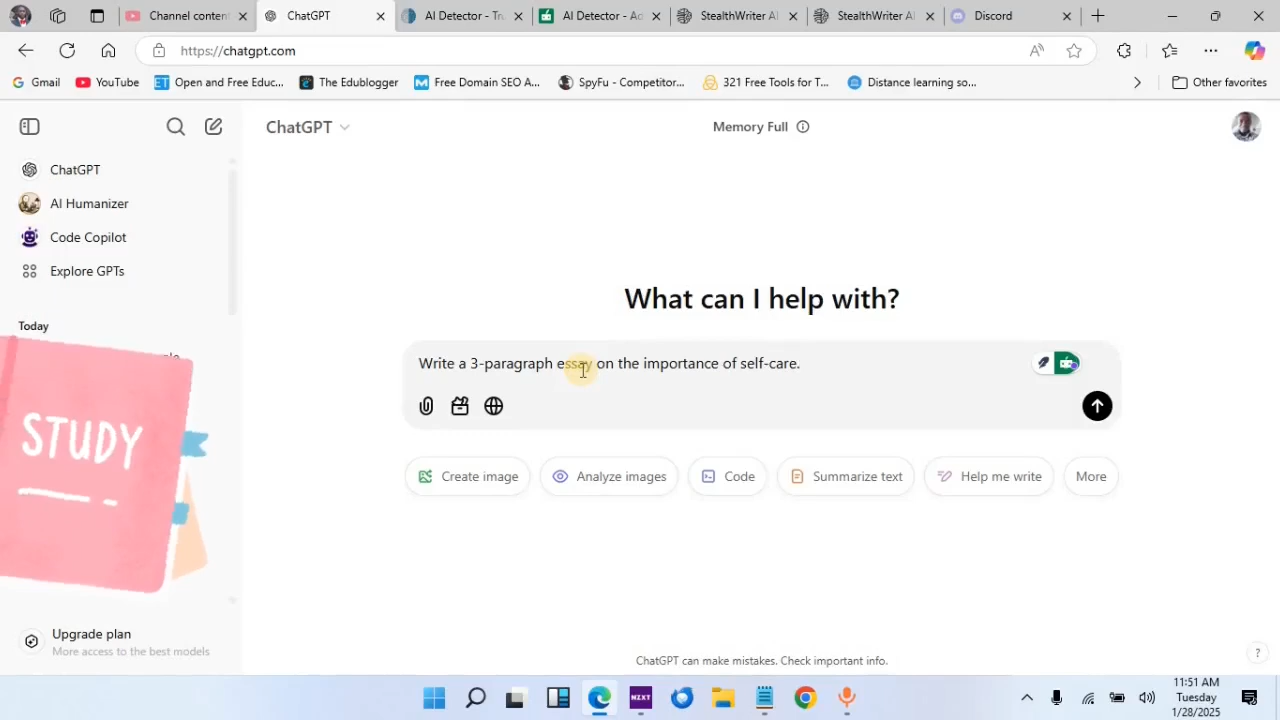 Channel content
ChatGPT
AI Detector - Tru
AI Detector - Ad
StealthWriter AI
StealthWriter AI
Discord
https://chatgpt.com
Gmail
YouTube
Open and Free Educ...
The Edublogger
Free Domain SEO A...
SpyFu - Competitor...
321 Free Tools for T...
Distance learning so...
Other favorites
ChatGPT
Memory Full
ChatGPT
AI Humanizer
Code Copilot
Explore GPTs
Today
What can I help with?
Write a 3-paragraph essay on the importance of self-care.
STUDY
Create image
Analyze images
Code
Summarize text
Help me write
More
Upgrade plan
More access to the best models
ChatGPT can make mistakes. Check important info.
?
NZXT
11:51 AM
Tuesday
1/28/2025